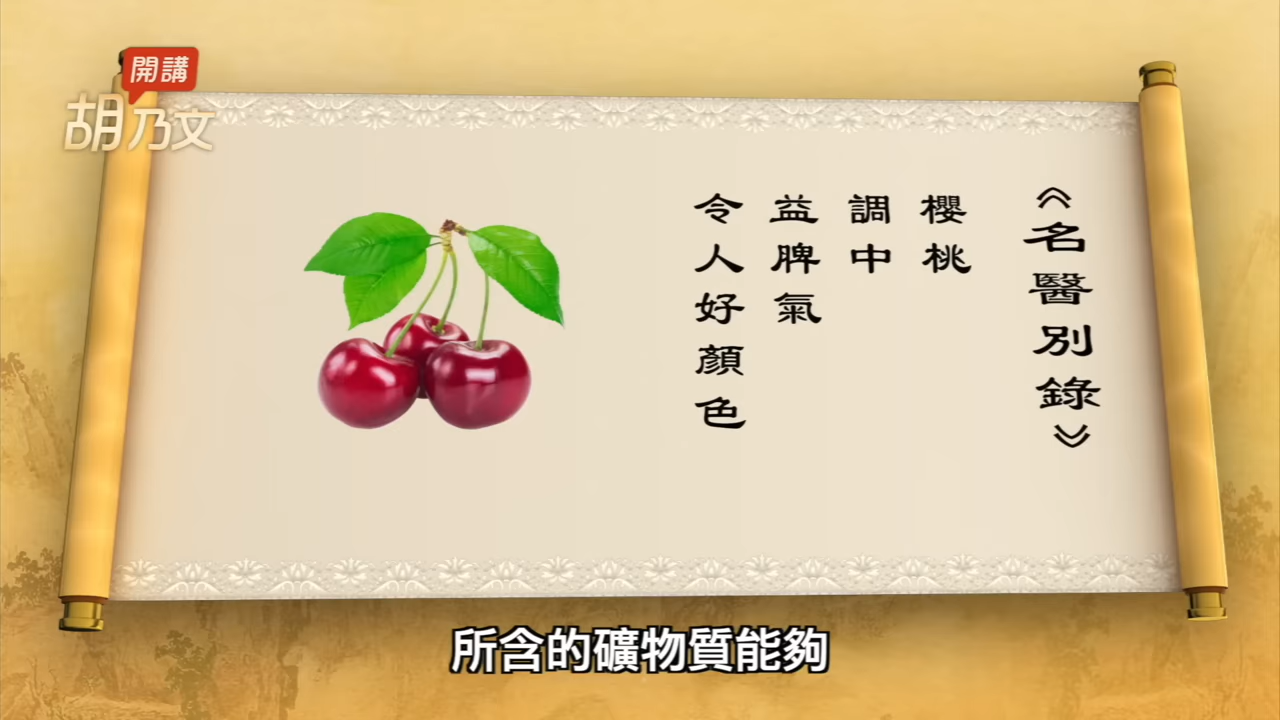 開講
胡乃文
《名醫別錄》
櫻桃
調中
益脾氣
令人好顏色
所含的礦物質能夠